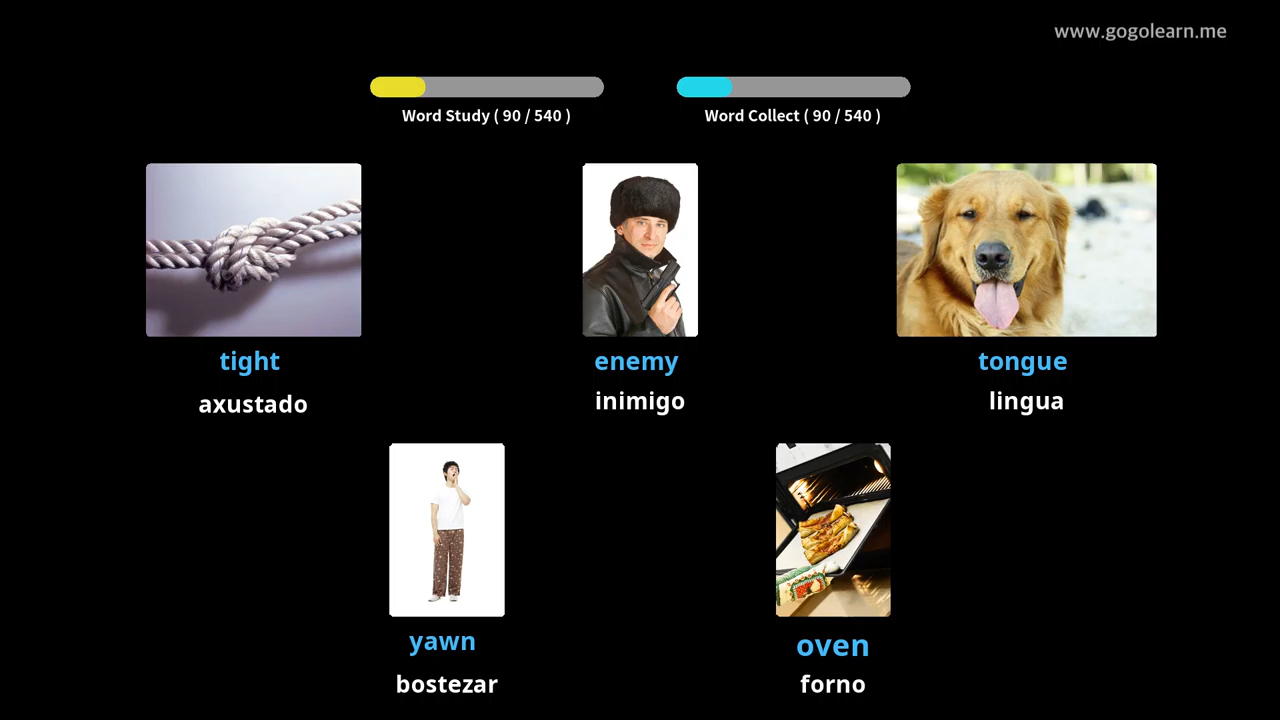 www.gogolearn.me
Word Study ( 90 / 540 )
Word Collect ( 90 / 540 )
tight
axustado
enemy
inimigo
tongue
lingua
yawn
bostezar
oven
forno